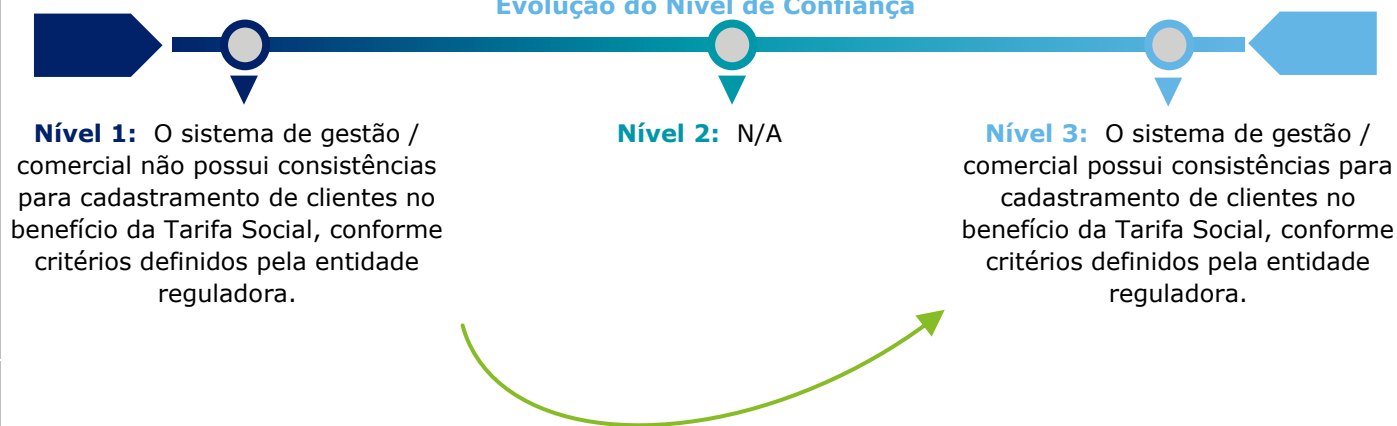 Evolução do Nível de Confiança
Nível 1: O sistema de gestão /
comercial não possui consistências
para cadastramento de clientes no
benefício da Tarifa Social, conforme
critérios definidos pela entidade
reguladora.
Nível 2: N/A
Nível 3: O sistema de gestão /
comercial possui consistências para
cadastramento de clientes no
benefício da Tarifa Social, conforme
critérios definidos pela entidade
reguladora.